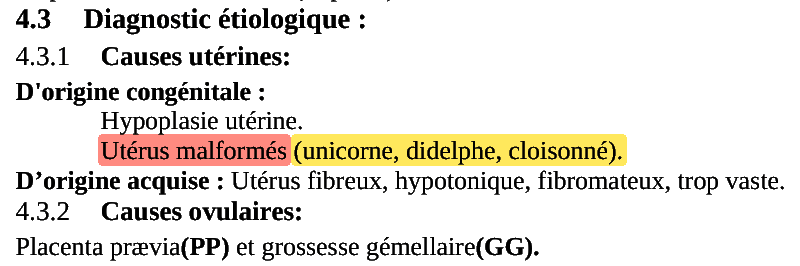 4.3 Diagnostic étiologique :
4.3.1 Causes utérines:
D'origine congénitale :
Hypoplasie utérine.
Utérus malformés (unicorne, didelphe, cloisonné).
D’origine acquise : Utérus fibreux, hypotonique, fibromateux, trop vaste.
4.3.2 Causes ovulaires:
Placenta prævia(PP) et grossesse gémellaire(GG).